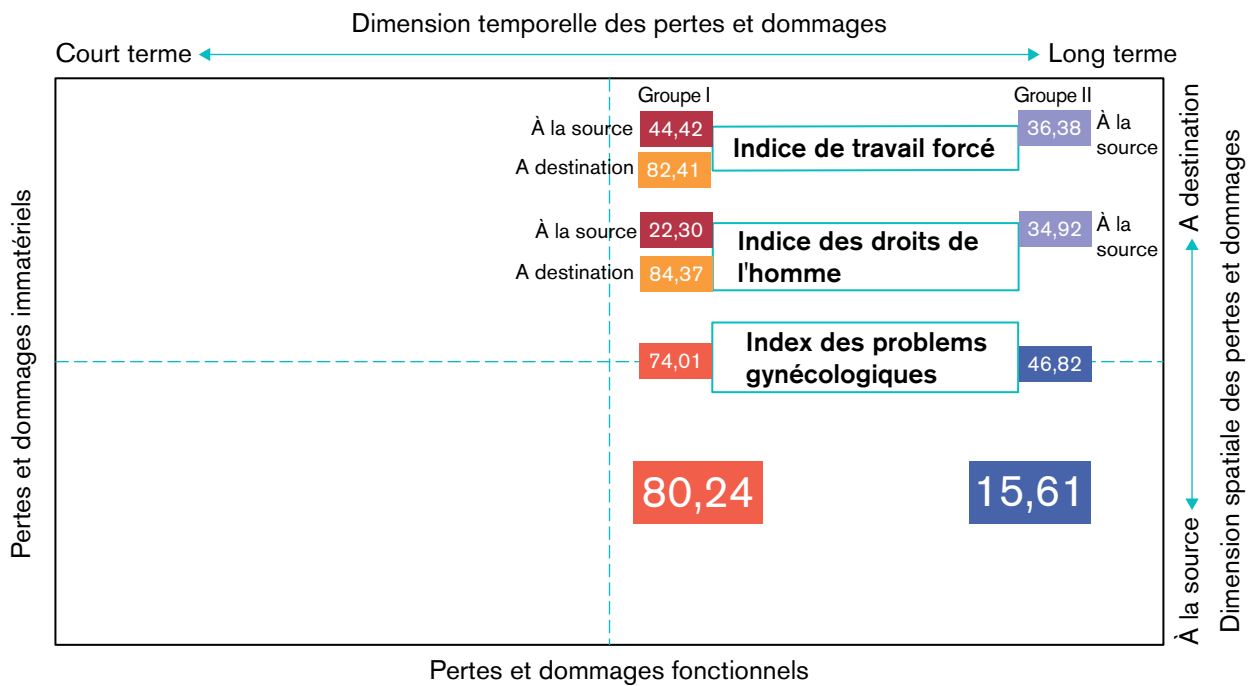 Dimension temporelle des pertes et dommages
Court terme
Long terme
Groupe I
Groupe II
À la source
44,42
Indice de travail forcé
36,38
À la
source
A destination
82,41
À la source
22,30
Indice des droits de
l'homme
34,92
À la
source
A destination
84,37
74,01
Index des problems
gynécologiques
46,82
80,24
15,61
Pertes et dommages immatériels
A destination
À la source
Dimension spatiale des pertes et dommages
Pertes et dommages fonctionnels